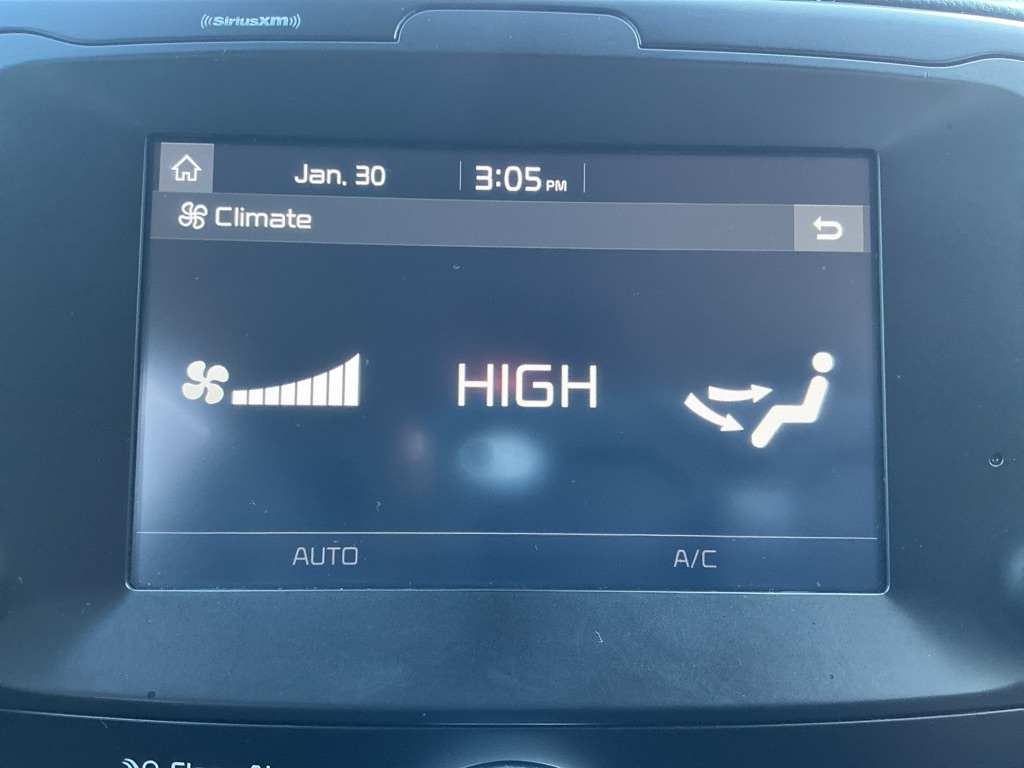 SiriusXM
Jan. 30 3:05 PM
Climate
HIGH
AUTO A/C